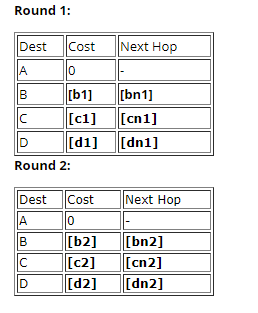 Round 1:
Dest Cost Next Hop
A 0 -
B [b1] [bn1]
C [c1] [cn1]
D [d1] [dn1]
Round 2:
Dest Cost Next Hop
A 0 -
B [b2] [bn2]
C [c2] [cn2]
D [d2] [dn2]